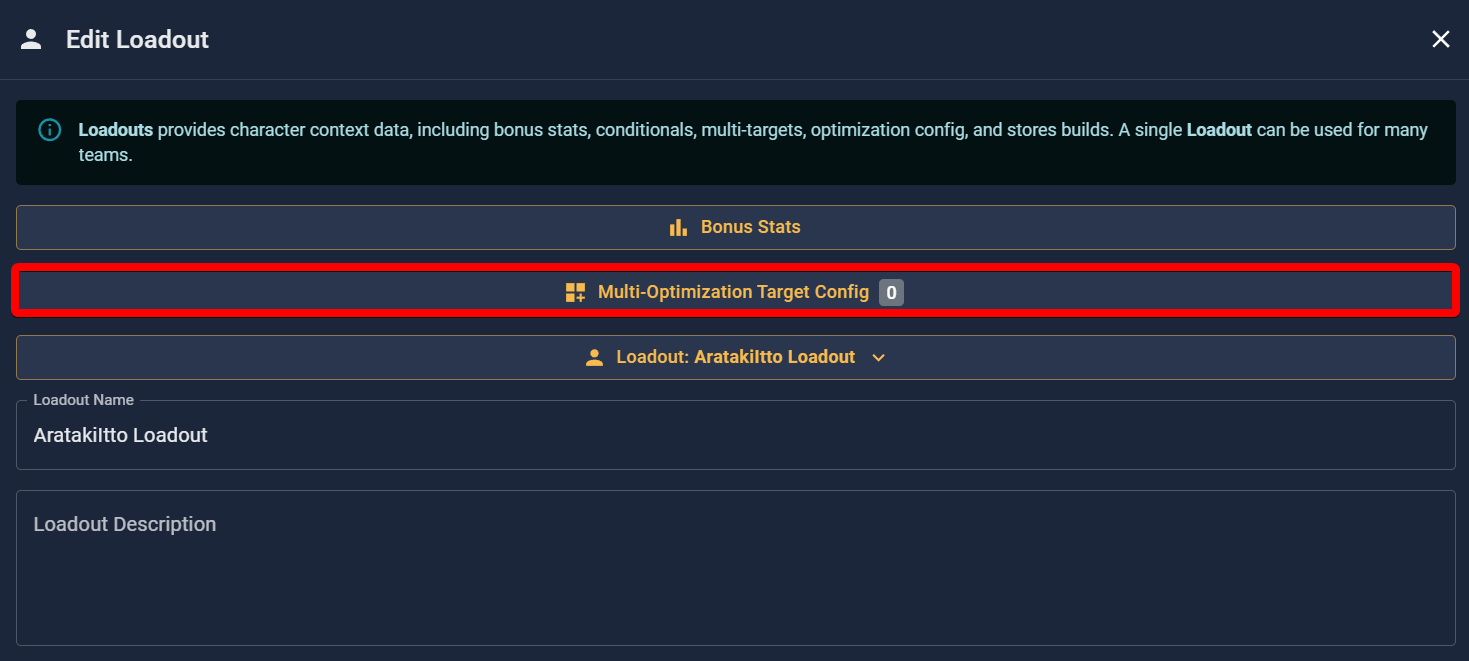 Edit Loadout
Loadouts provides character context data, including bonus stats, conditionals, multi-targets, optimization config, and stores builds. A single Loadout can be used for many
teams.
Bonus Stats
Multi-Optimization Target Config 0
Loadout: AratakiItto Loadout
Loadout Name
AratakiItto Loadout
Loadout Description